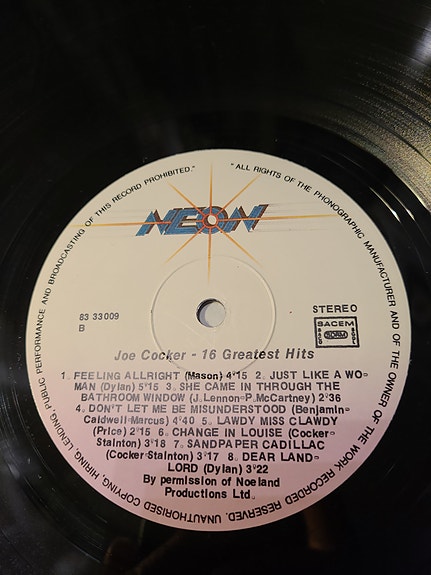 "ALL RIGHTS OF THE PHONOGRAPHIC MANUFACTURER AND OF THE OWNER OF THE WORK RECORDED RESERVED. UNAUTHORISED COPYING, HIRING, LENDING PUBLIC PERFORMANCE AND BROADCASTING OF THIS RECORD PROHIBITED."
NEON
83 33009
B
STEREO
SACEM
SDRM
Joe Cocker - 16 Greatest Hits
1. FEELING ALLRIGHT (Mason) 4'15 2. JUST LIKE A WO-
MAN (Dylan) 5'15 3. SHE CAME IN THROUGH THE
BATHROOM WINDOW (J. Lennon-P. McCartney) 2'36
4. DON'T LET ME BE MISUNDERSTOOD (Benjamin-
Caldwell-Marcus) 4'40 5. LAWDY MISS CLAWDY
(Price) 2'15 6. CHANGE IN LOUISE (Cocker-
Stainton) 3'18 7. SANDPAPER CADILLAC
(Cocker-Stainton) 3'17 8. DEAR LAND-
LORD (Dylan) 3'22
By permission of Noeland
Productions Ltd.